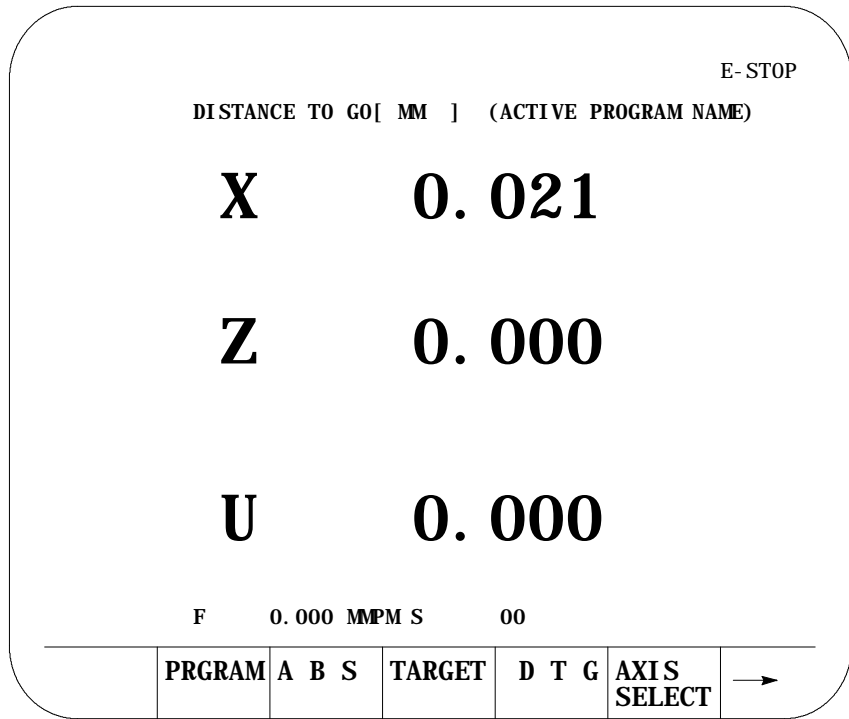 E-STOP
DISTANCE TO GO[ MM ] (ACTIVE PROGRAM NAME)
X 0.021
Z 0.000
U 0.000
F 0.000 MMPM S 00
PRGRAM A B S TARGET D T G AXIS
SELECT